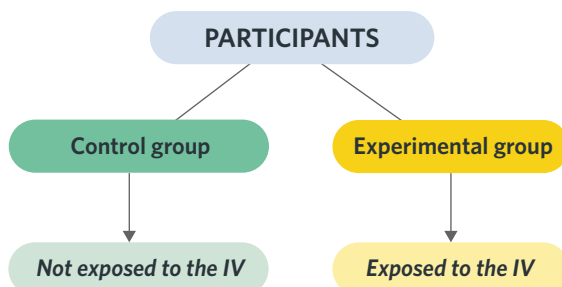 PARTICIPANTS
Control group
Experimental group
Not exposed to the IV
Exposed to the IV